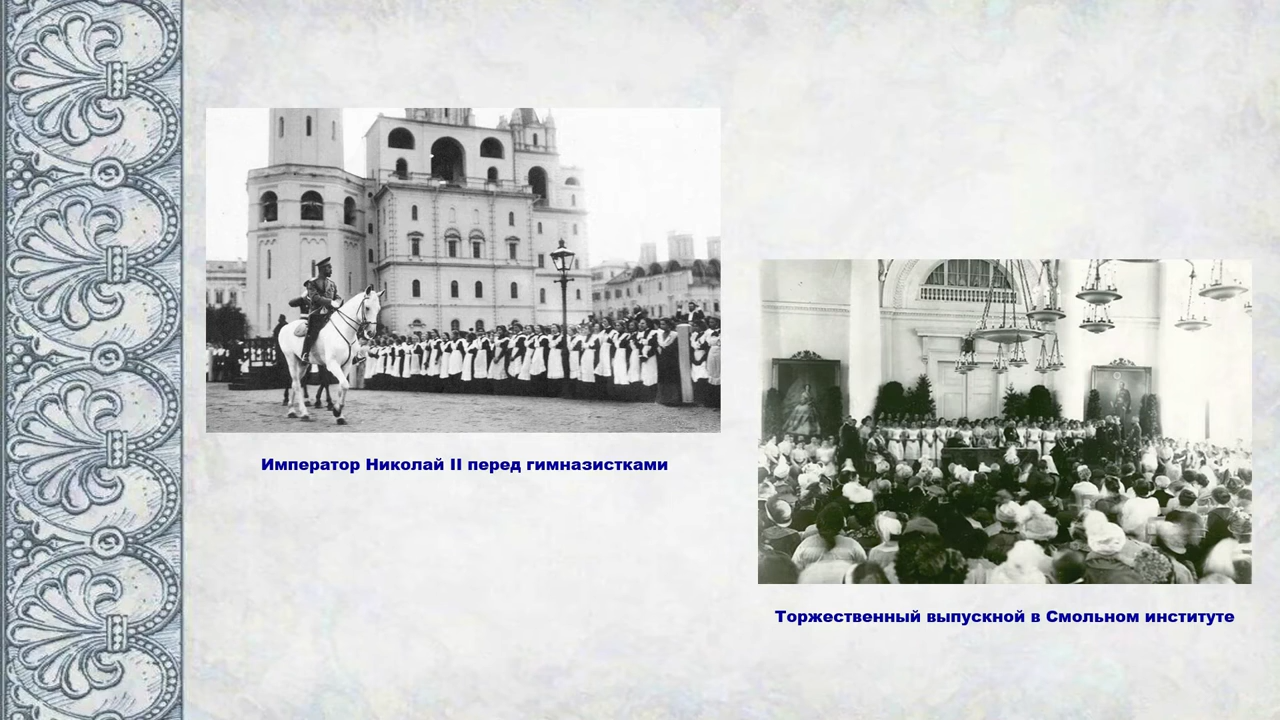 Император Николай II перед гимназистками
Торжественный выпускной в Смольном институте